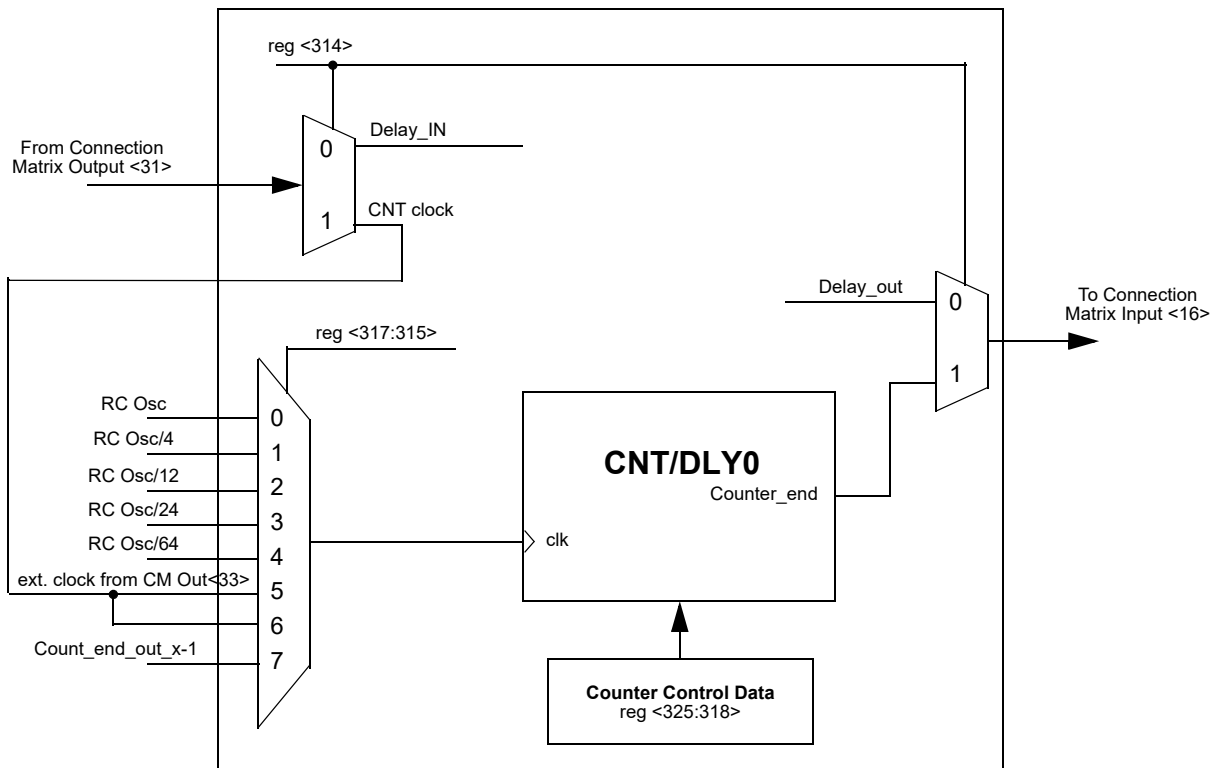 reg <314>
Delay_IN
0
From Connection
Matrix Output <31>
CNT clock
1
Delay_out
0
To Connection
Matrix Input <16>
reg <317:315>
1
RC Osc
0
RC Osc/4
1
CNT/DLY0
RC Osc/12
2
Counter_end
RC Osc/24
3
RC Osc/64
4
clk
ext. clock from CM Out<33>
5
6
Count_end_out_x-1
7
Counter Control Data
reg <325:318>